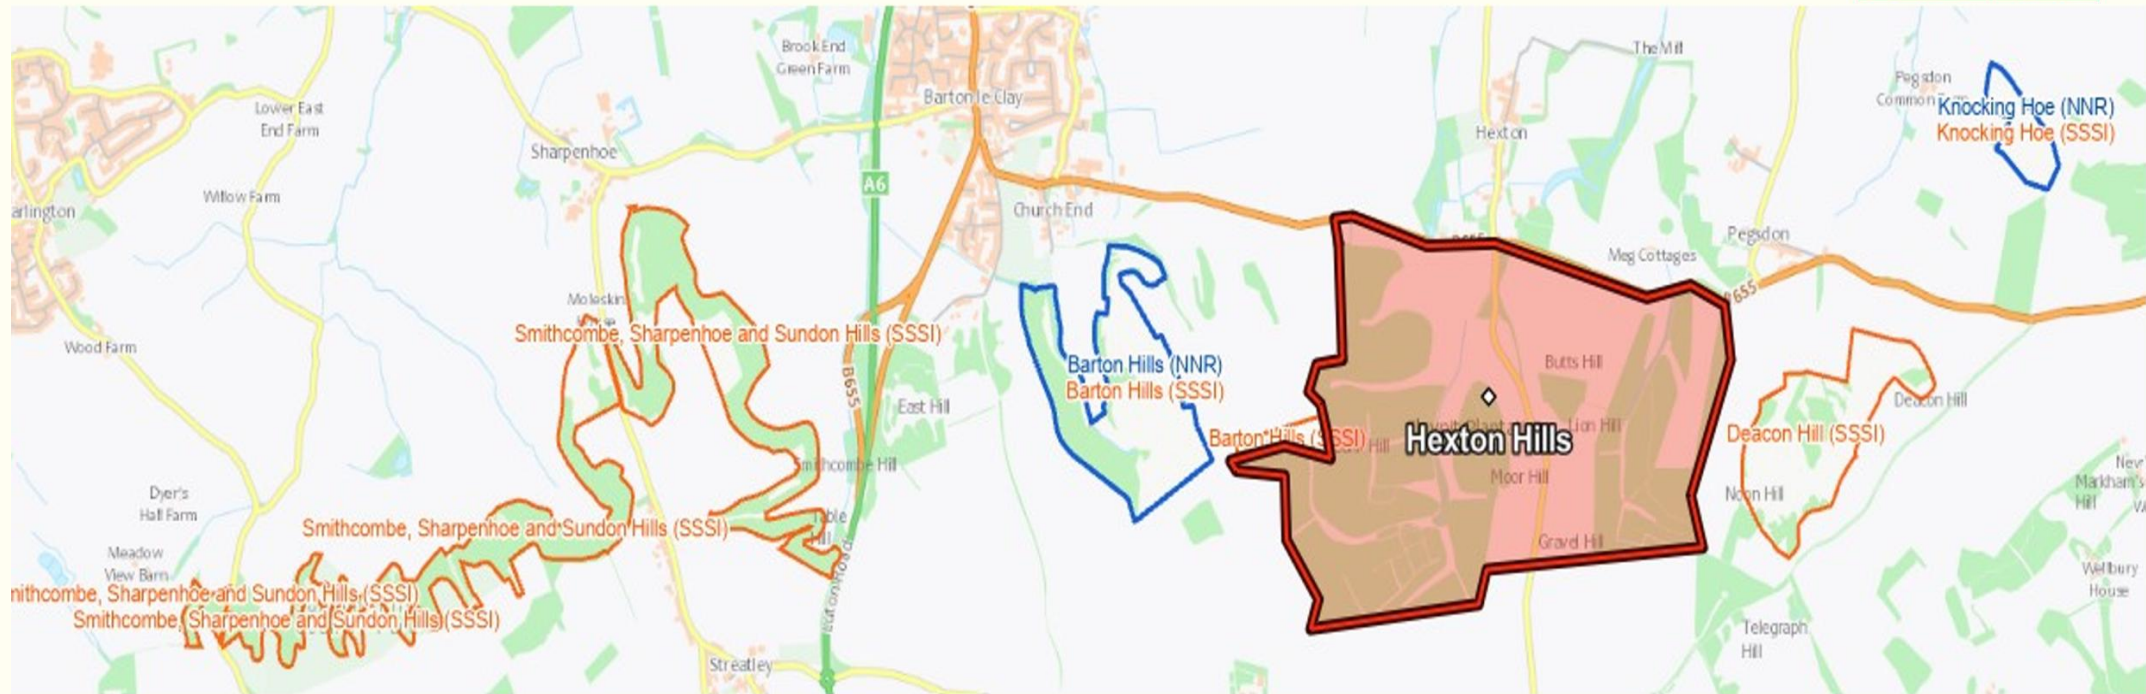 Brook End
Green Farm
The Mill
Pegsdon
Common
Lower East
End Farm
Barton le Clay
Knocking Hoe (NNR)
Knocking Hoe (SSSI)
Hexton
Sharpenhoe
A6
Willow Farm
arlington
Church End
Pegsdon
Meg Cottages
B655
Moleskin
Smithcombe, Sharpenhoe and Sundon Hills (SSSI)
Wood Farm
Barton Hills (NNR)
Barton Hills (SSSI)
B655
Butts Hill
East Hill
Deacon Hill
Lion Hill
Barton Hills (SSSI)
Hill
Hexton Hills
Deacon Hill (SSSI)
Smithcombe Hill
Moor Hill
Noon Hill
Dyer's
Hall Farm
Markham's
Hill
Table
Hill
Smithcombe, Sharpenhoe and Sundon Hills (SSSI)
Gravel Hill
Meadow
View Barn
Wellbury
House
mithcombe, Sharpenhoe and Sundon Hills (SSSI)
Smithcombe, Sharpenhoe and Sundon Hills (SSSI)
Luton Road
Telegraph
Hill
Streatley